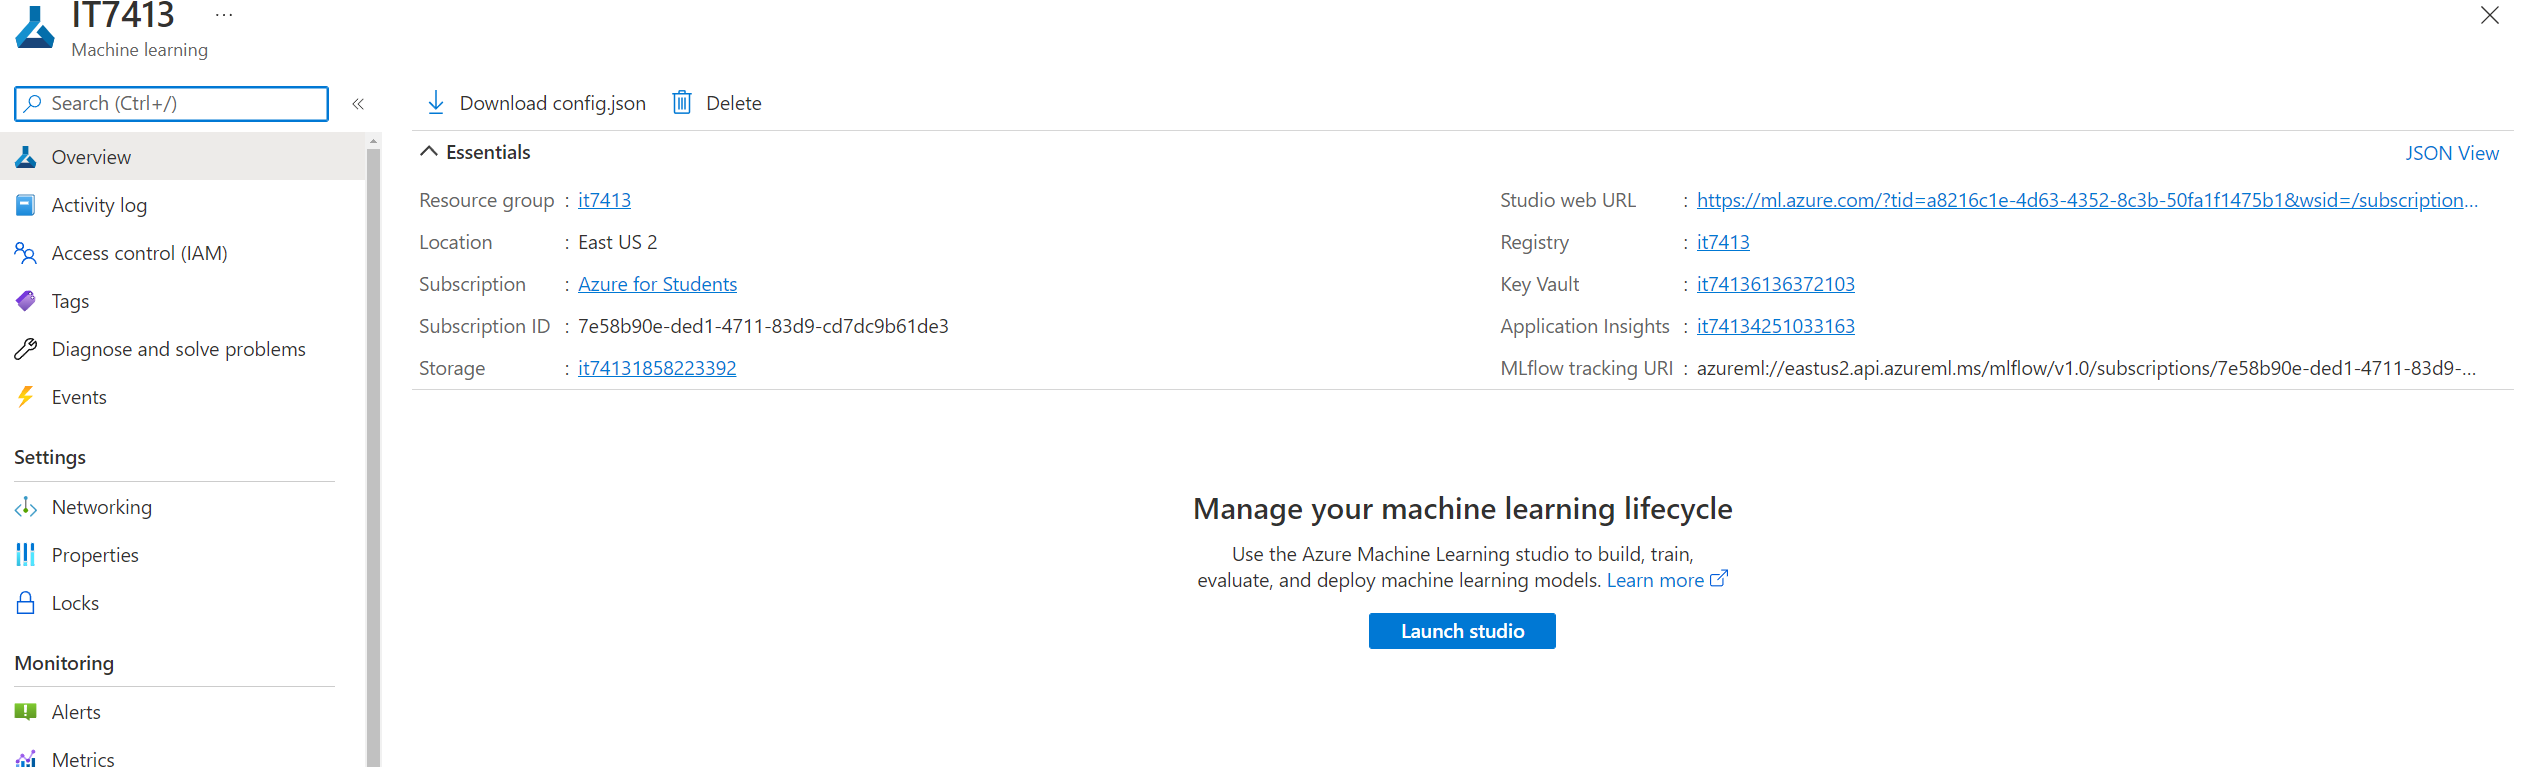 IT7413 ...
Machine learning
Search (Ctrl+/)
«
Download config.json
Delete
Overview
Activity log
Access control (IAM)
Tags
Diagnose and solve problems
Events
Settings
Networking
Properties
Locks
Monitoring
Alerts
Metrics
Essentials
JSON View
Resource group : it7413
Location : East US 2
Subscription : Azure for Students
Subscription ID : 7e58b90e-ded1-4711-83d9-cd7dc9b61de3
Storage : it74131858223392
Studio web URL : https://ml.azure.com/?tid=a8216c1e-4d63-4352-8c3b-50fa1f1475b1&wsid=/subscription...
Registry : it7413
Key Vault : it74136136372103
Application Insights : it74134251033163
MLflow tracking URI : azureml://eastus2.api.azureml.ms/mlflow/v1.0/subscriptions/7e58b90e-ded1-4711-83d9-...
Manage your machine learning lifecycle
Use the Azure Machine Learning studio to build, train,
evaluate, and deploy machine learning models. Learn more
Launch studio